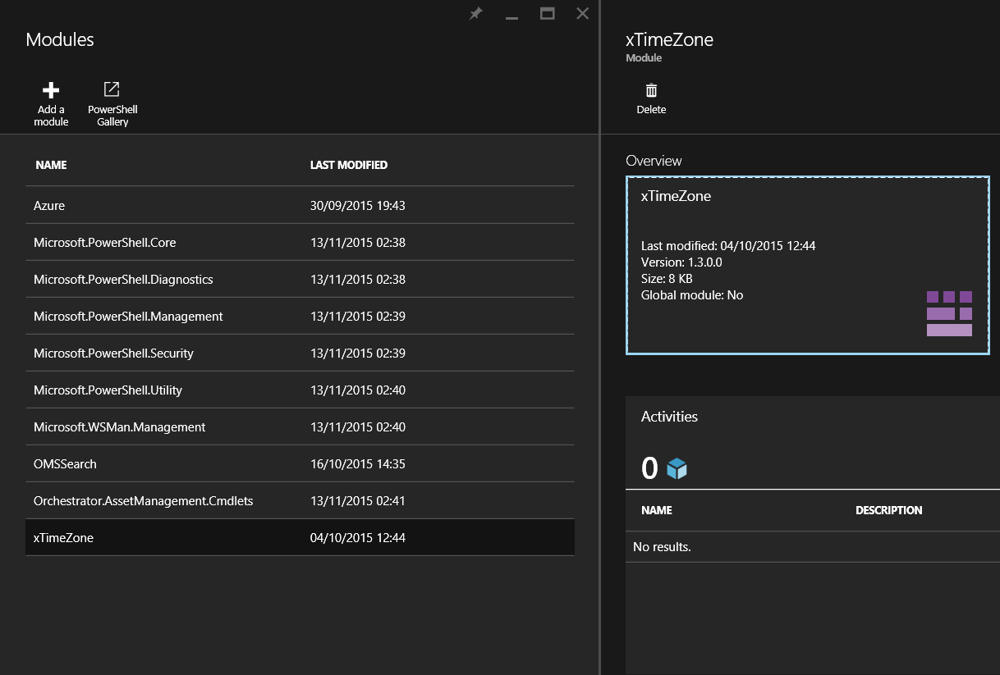 Modules
Add a
module
PowerShell
Gallery
NAME LAST MODIFIED
Azure 30/09/2015 19:43
Microsoft.PowerShell.Core 13/11/2015 02:38
Microsoft.PowerShell.Diagnostics 13/11/2015 02:38
Microsoft.PowerShell.Management 13/11/2015 02:39
Microsoft.PowerShell.Security 13/11/2015 02:39
Microsoft.PowerShell.Utility 13/11/2015 02:40
Microsoft.WSMan.Management 13/11/2015 02:40
OMSSearch 16/10/2015 14:35
Orchestrator.AssetManagement.Cmdlets 13/11/2015 02:41
xTimeZone 04/10/2015 12:44
xTimeZone
Module
Delete
Overview
xTimeZone
Last modified: 04/10/2015 12:44
Version: 1.3.0.0
Size: 8 KB
Global module: No
Activities
0
NAME DESCRIPTION
No results.